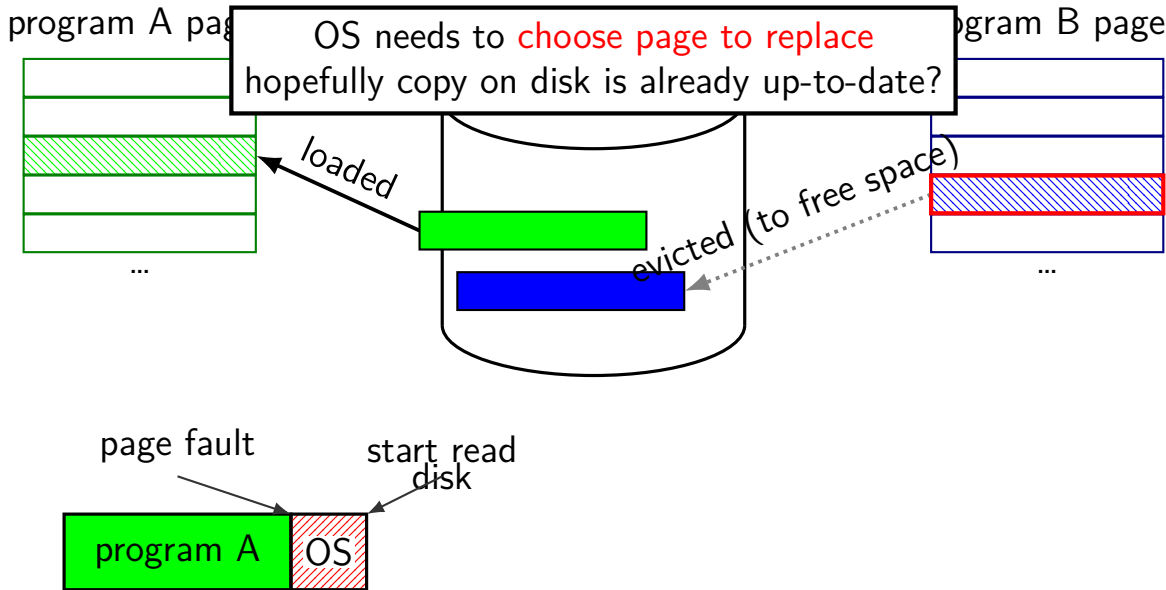 program A pag
OS needs to choose page to replace
hopefully copy on disk is already up-to-date?
ogram B page
loaded
evicted (to free space)
...
...
page fault
start read
disk
program A
OS